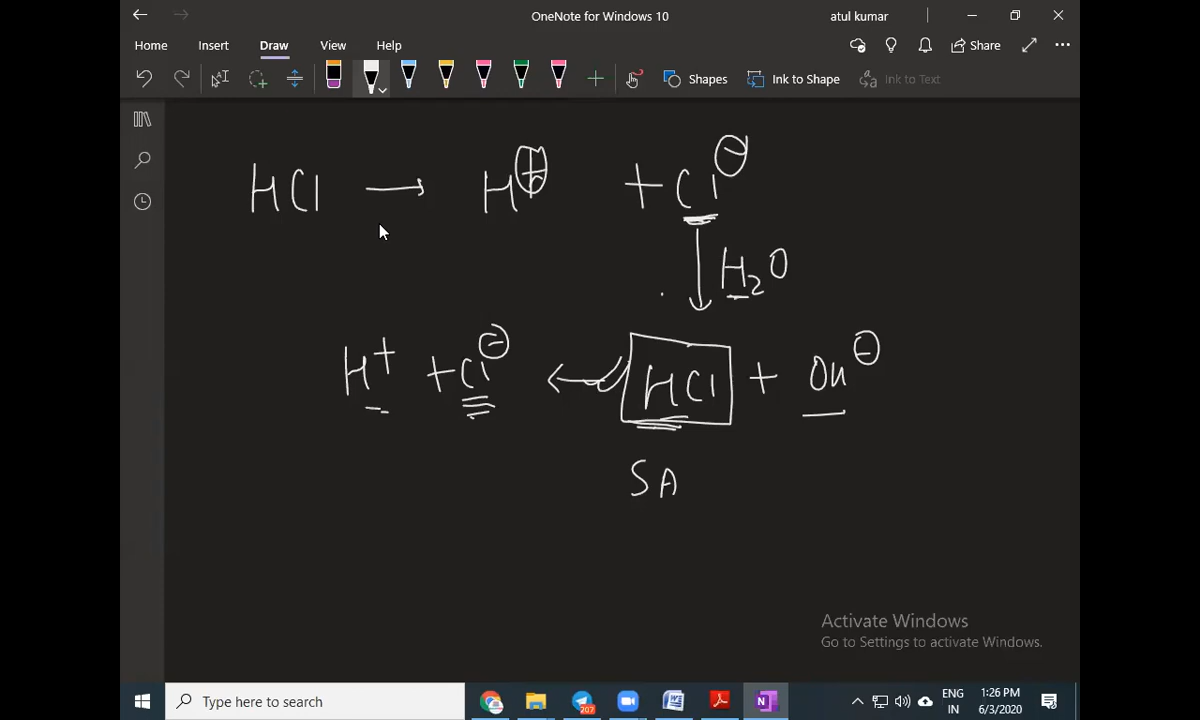 OneNote for Windows 10
atul kumar
Home Insert Draw View Help
Share
Shapes Ink to Shape Ink to Text
HCl → H⊕ + Cl⊖
↓ H₂O
H⁺ + Cl⊖ ← HCl + OH⊖
SA
Activate Windows
Go to Settings to activate Windows.
Type here to search
207
ENG
IN
1:26 PM
6/3/2020